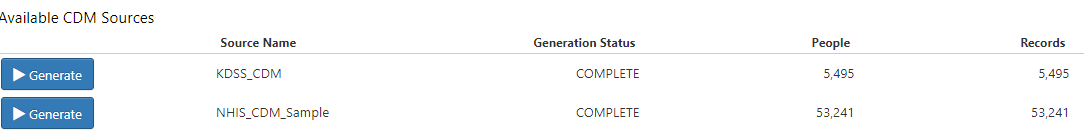 Available CDM Sources
Source Name Generation Status People Records
Generate KDSS_CDM COMPLETE 5,495 5,495
Generate NHIS_CDM_Sample COMPLETE 53,241 53,241